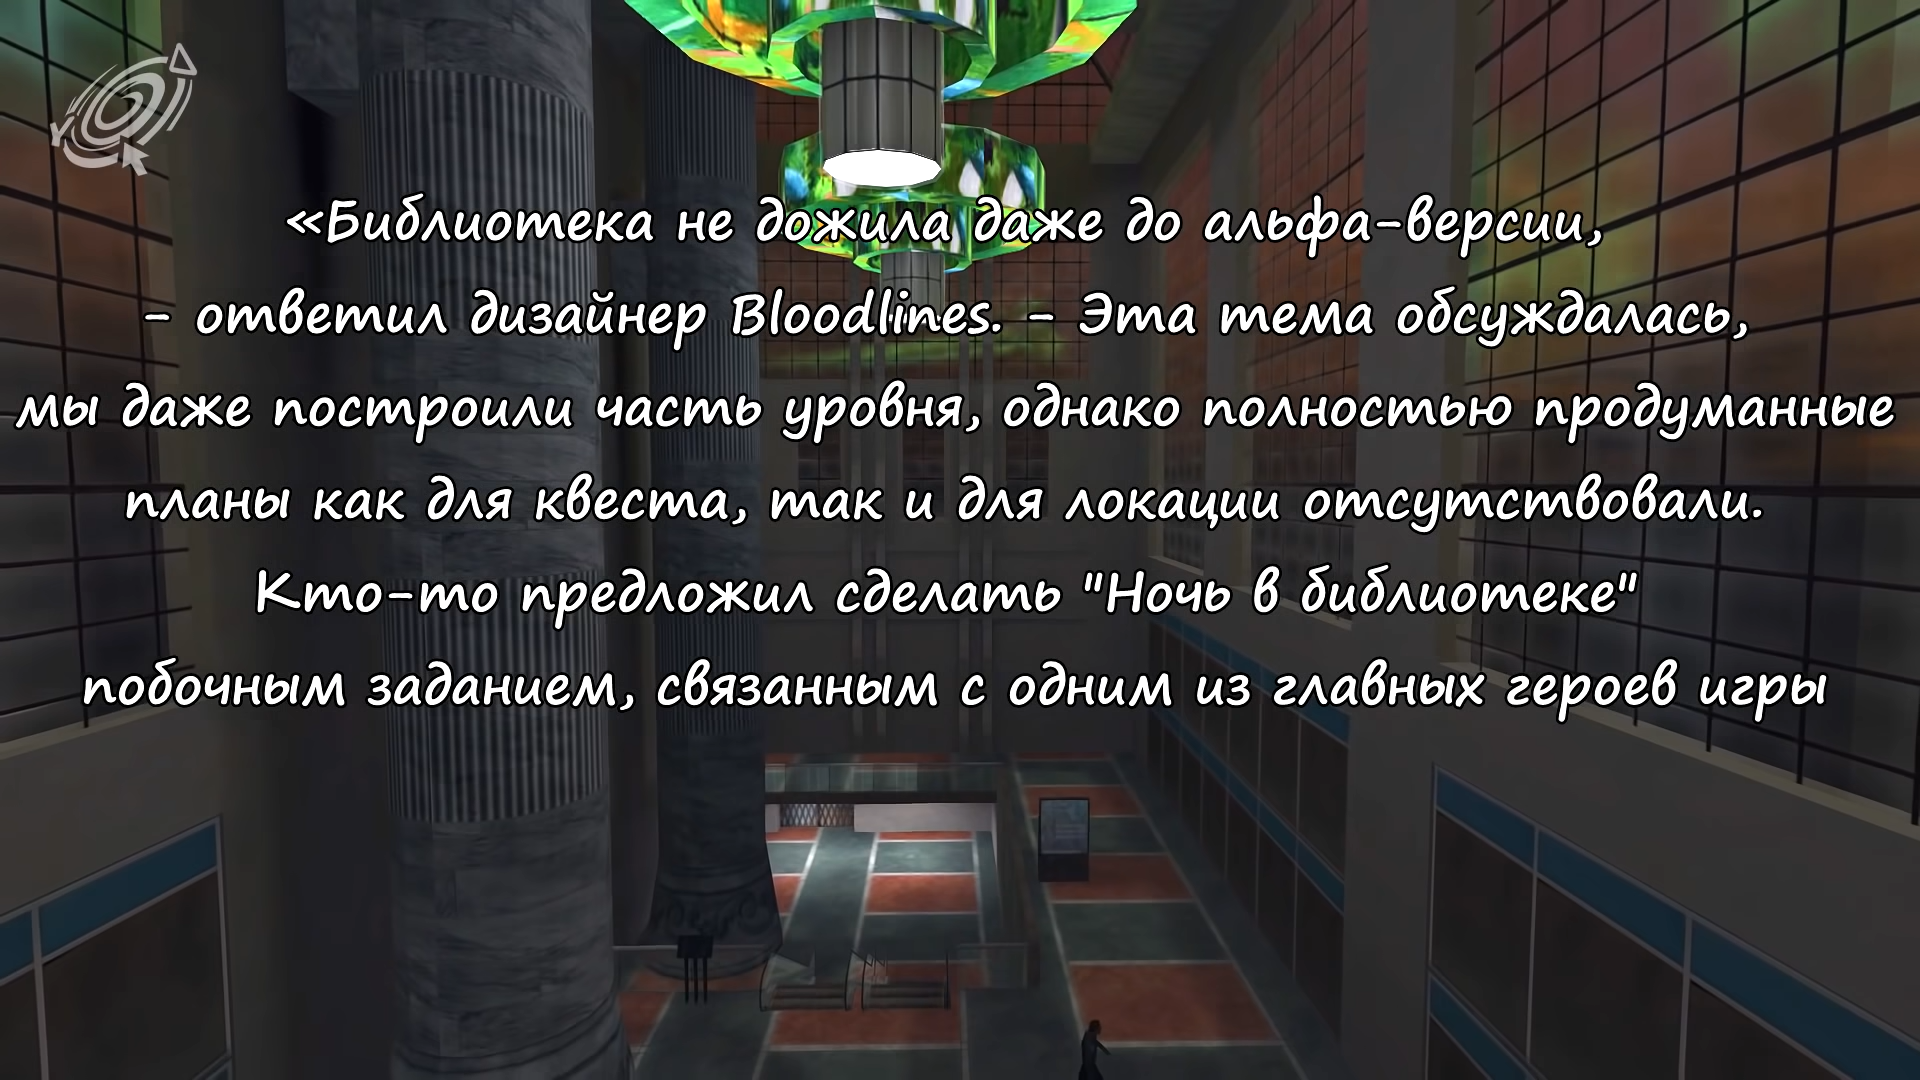 «Библиотека не дожила даже до альфа-версии,
- ответил дизайнер Bloodlines. - Эта тема обсуждалась,
мы даже построили часть уровня, однако полностью продуманные
планы как для квеста, так и для локации отсутствовали.
Кто-то предложил сделать "Ночь в библиотеке"
побочным заданием, связанным с одним из главных героев игры